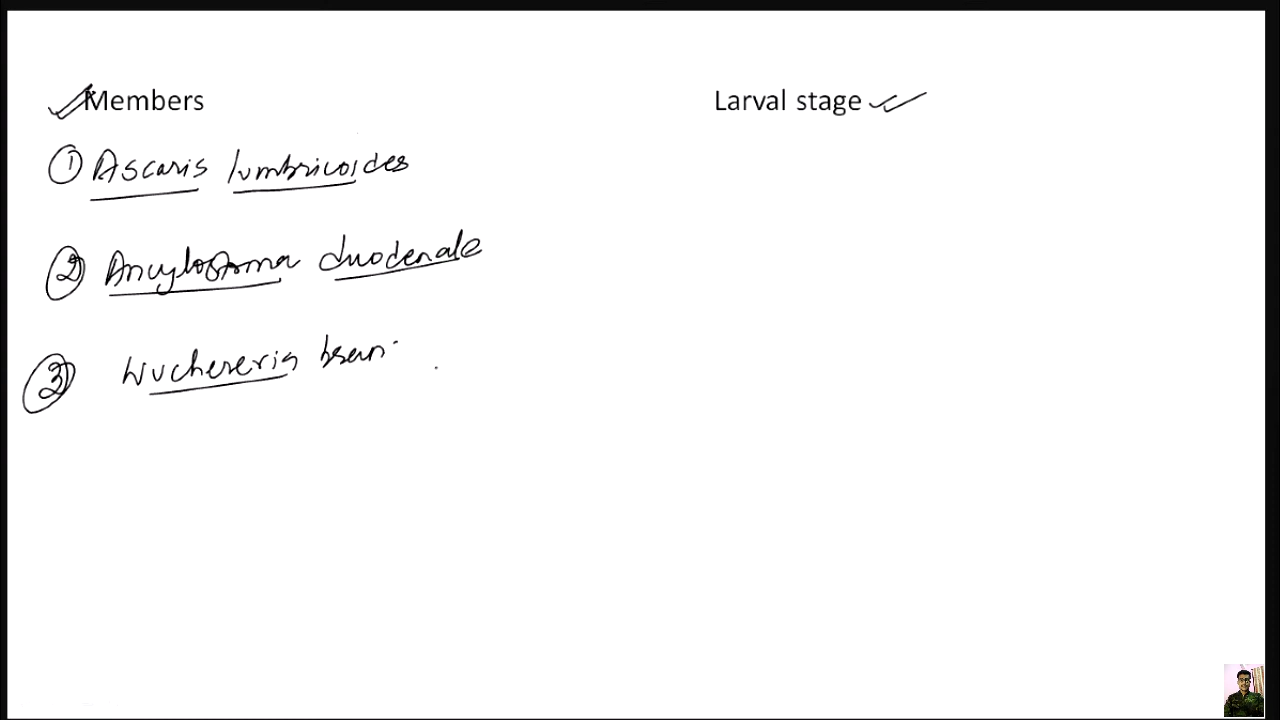 Members
Larval stage
① Ascaris lumbricoides
② Ancylostoma duodenale
③ Wuchereria